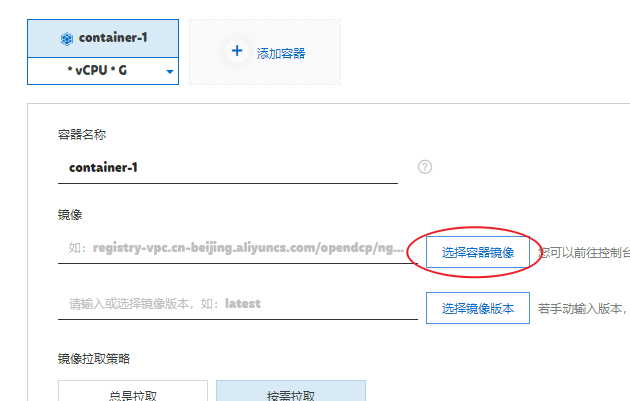 container-1
* vCPU * G
+ 添加容器
容器名称
container-1
?
镜像
如：registry-vpc.cn-beijing.aliyuncs.com/opendcp/ng... 选择容器镜像 您可以前往控制台
请输入或选择镜像版本，如：latest 选择镜像版本 若手动输入版本，
镜像拉取策略
总是拉取 按需拉取